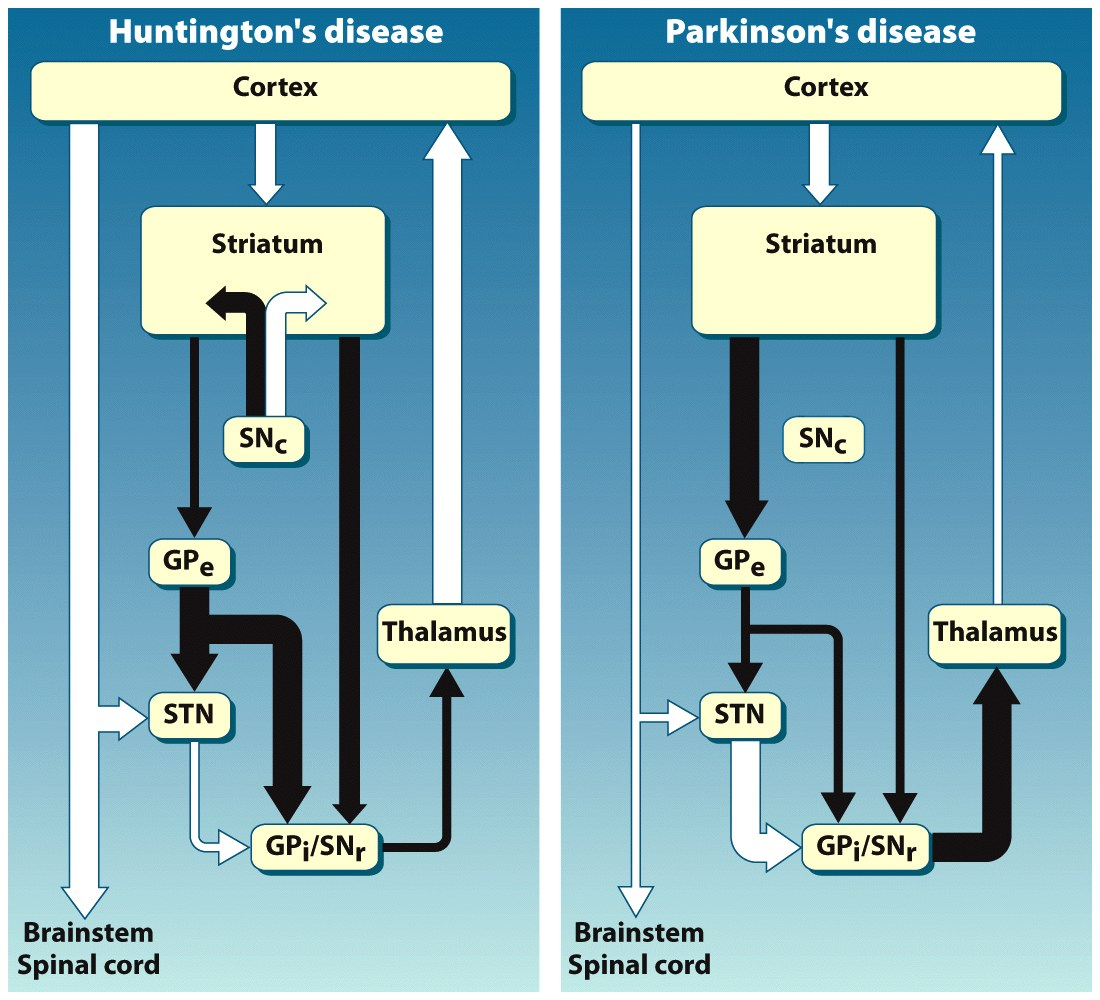 Huntington's disease
Cortex
Striatum
SNc
GPe
Thalamus
STN
GPi/SNr
Brainstem
Spinal cord
Parkinson's disease
Cortex
Striatum
SNc
GPe
Thalamus
STN
GPi/SNr
Brainstem
Spinal cord